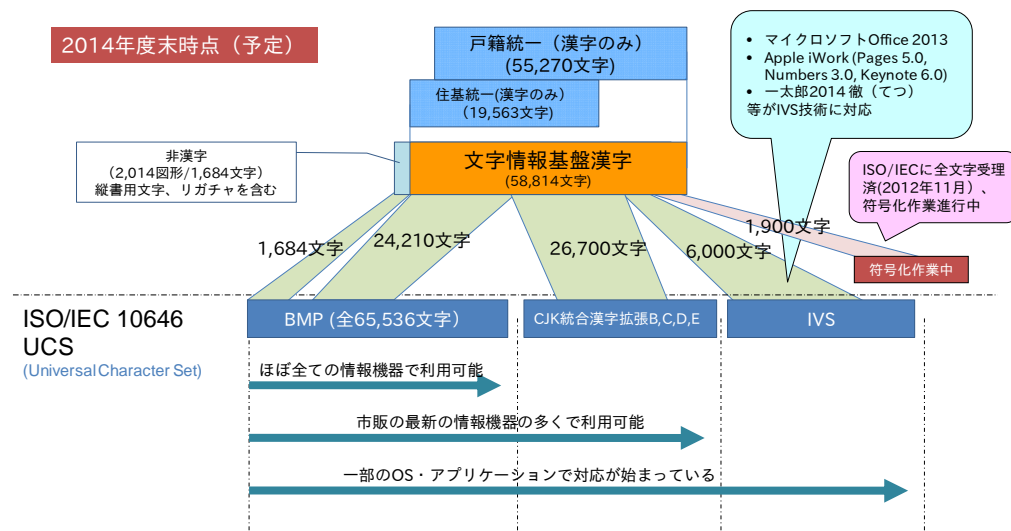 2014年度末時点（予定）
戸籍統一（漢字のみ）
(55,270文字)
住基統一(漢字のみ）
（19,563文字)
• マイクロソフトOffice 2013
• Apple iWork (Pages 5.0,
Numbers 3.0, Keynote 6.0)
• 一太郎2014 徹（てつ）
等がIVS技術に対応
非漢字
（2,014図形/1,684文字）
縦書用文字、リガチャを含む
文字情報基盤漢字
(58,814文字)
ISO/IECに全文字受理
済(2012年11月）、
符号化作業進行中
1,684文字
24,210文字
26,700文字
6,000文字
1,900文字
符号化作業中
ISO/IEC 10646
UCS
(Universal Character Set)
BMP (全65,536文字）
CJK統合漢字拡張B,C,D,E
IVS
ほぼ全ての情報機器で利用可能
市販の最新の情報機器の多くで利用可能
一部のOS・アプリケーションで対応が始まっている